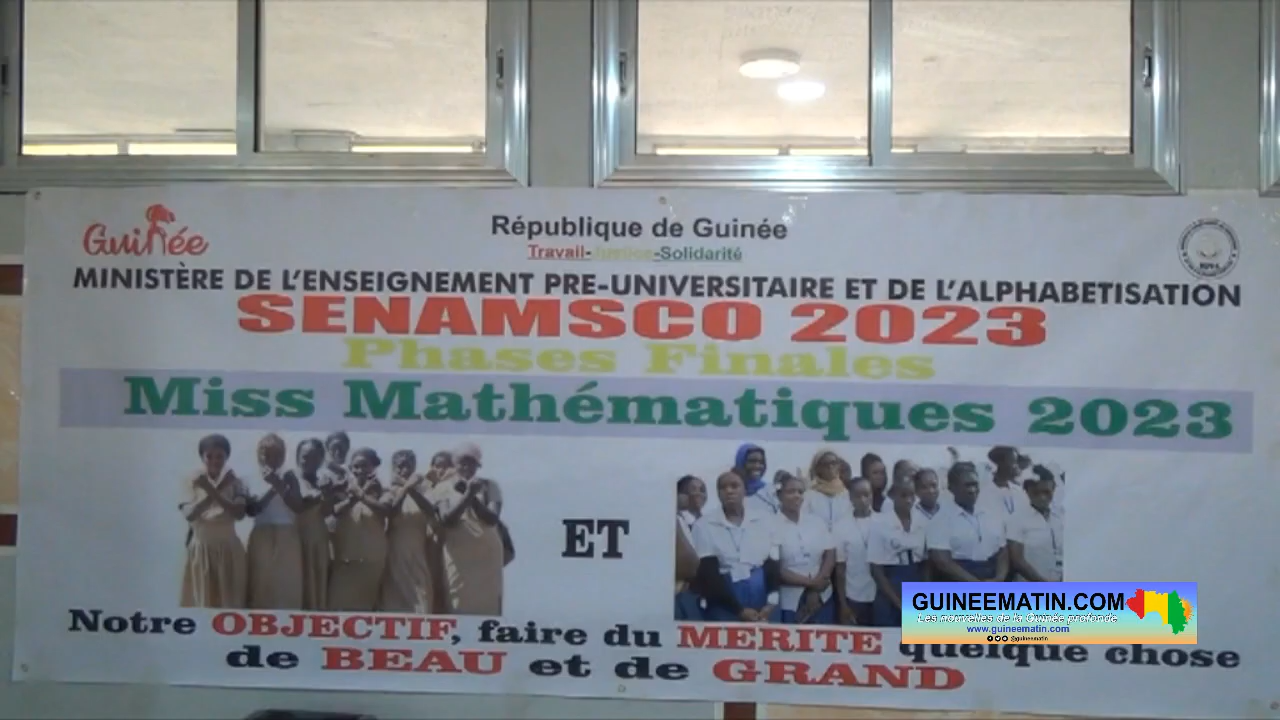 Guinée
République de Guinée
Travail-Justice-Solidarité
MINISTÈRE DE L'ENSEIGNEMENT PRE-UNIVERSITAIRE ET DE L'ALPHABETISATION
SENAMSCO 2023
Phases Finales
Miss Mathématiques 2023
ET
Notre OBJECTIF, faire du MERITE quelque chose
de BEAU et de GRAND
GUINEEMATIN.COM
Les nouvelles de la Guinée profonde
www.guineematin.com
@guineematin